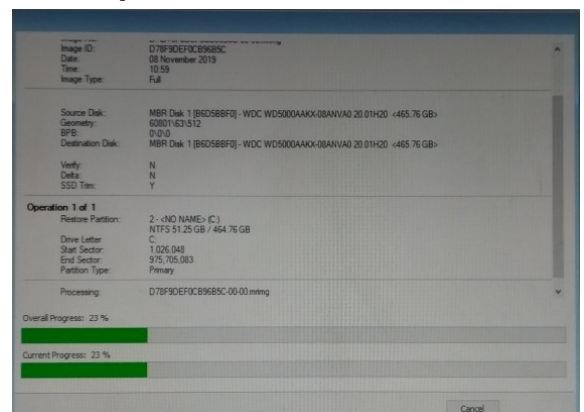 Image ID: D78F9DEF0CB96B5C
Date: 08 November 2019
Time: 10:59
Image Type: Full
Source Disk: MBR Disk 1 [B6D5BBF0] - WDC WD5000AAKX-08ANVA0 20.01H20 <465.76 GB>
Geometry: 60801\63\512
BPB: 0\0\0
Destination Disk: MBR Disk 1 [B6D5BBF0] - WDC WD5000AAKX-08ANVA0 20.01H20 <465.76 GB>
Verify: N
Delta: N
SSD Trim: Y
Operation 1 of 1
Restore Partition: 2 - <NO NAME> (C:)
NTFS 51.25 GB / 464.76 GB
Drive Letter C:
Start Sector: 1,026,048
End Sector: 975,705,083
Partition Type: Primary
Processing: D78F9DEF0CB96B5C-00-00.mrimg
Overall Progress: 23 %
Current Progress: 23 %
Cancel